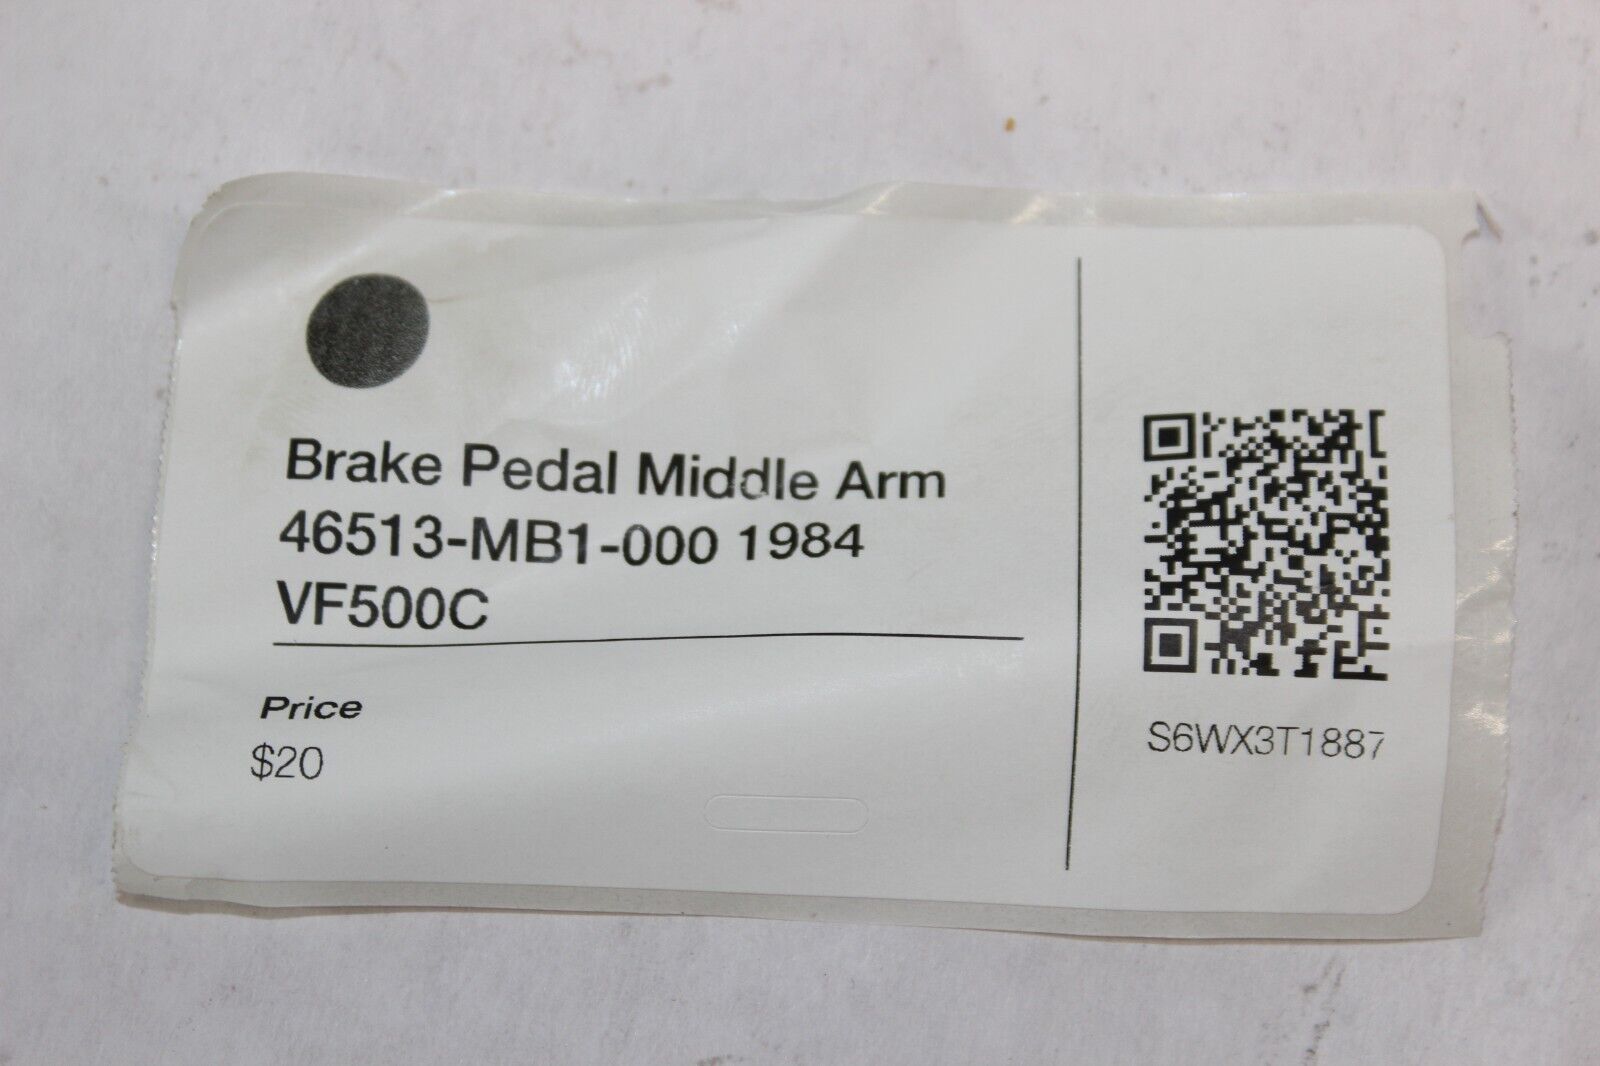 Brake Pedal Middle Arm
46513-MB1-000 1984
VF500C
Price
$20
S6WX3T1887